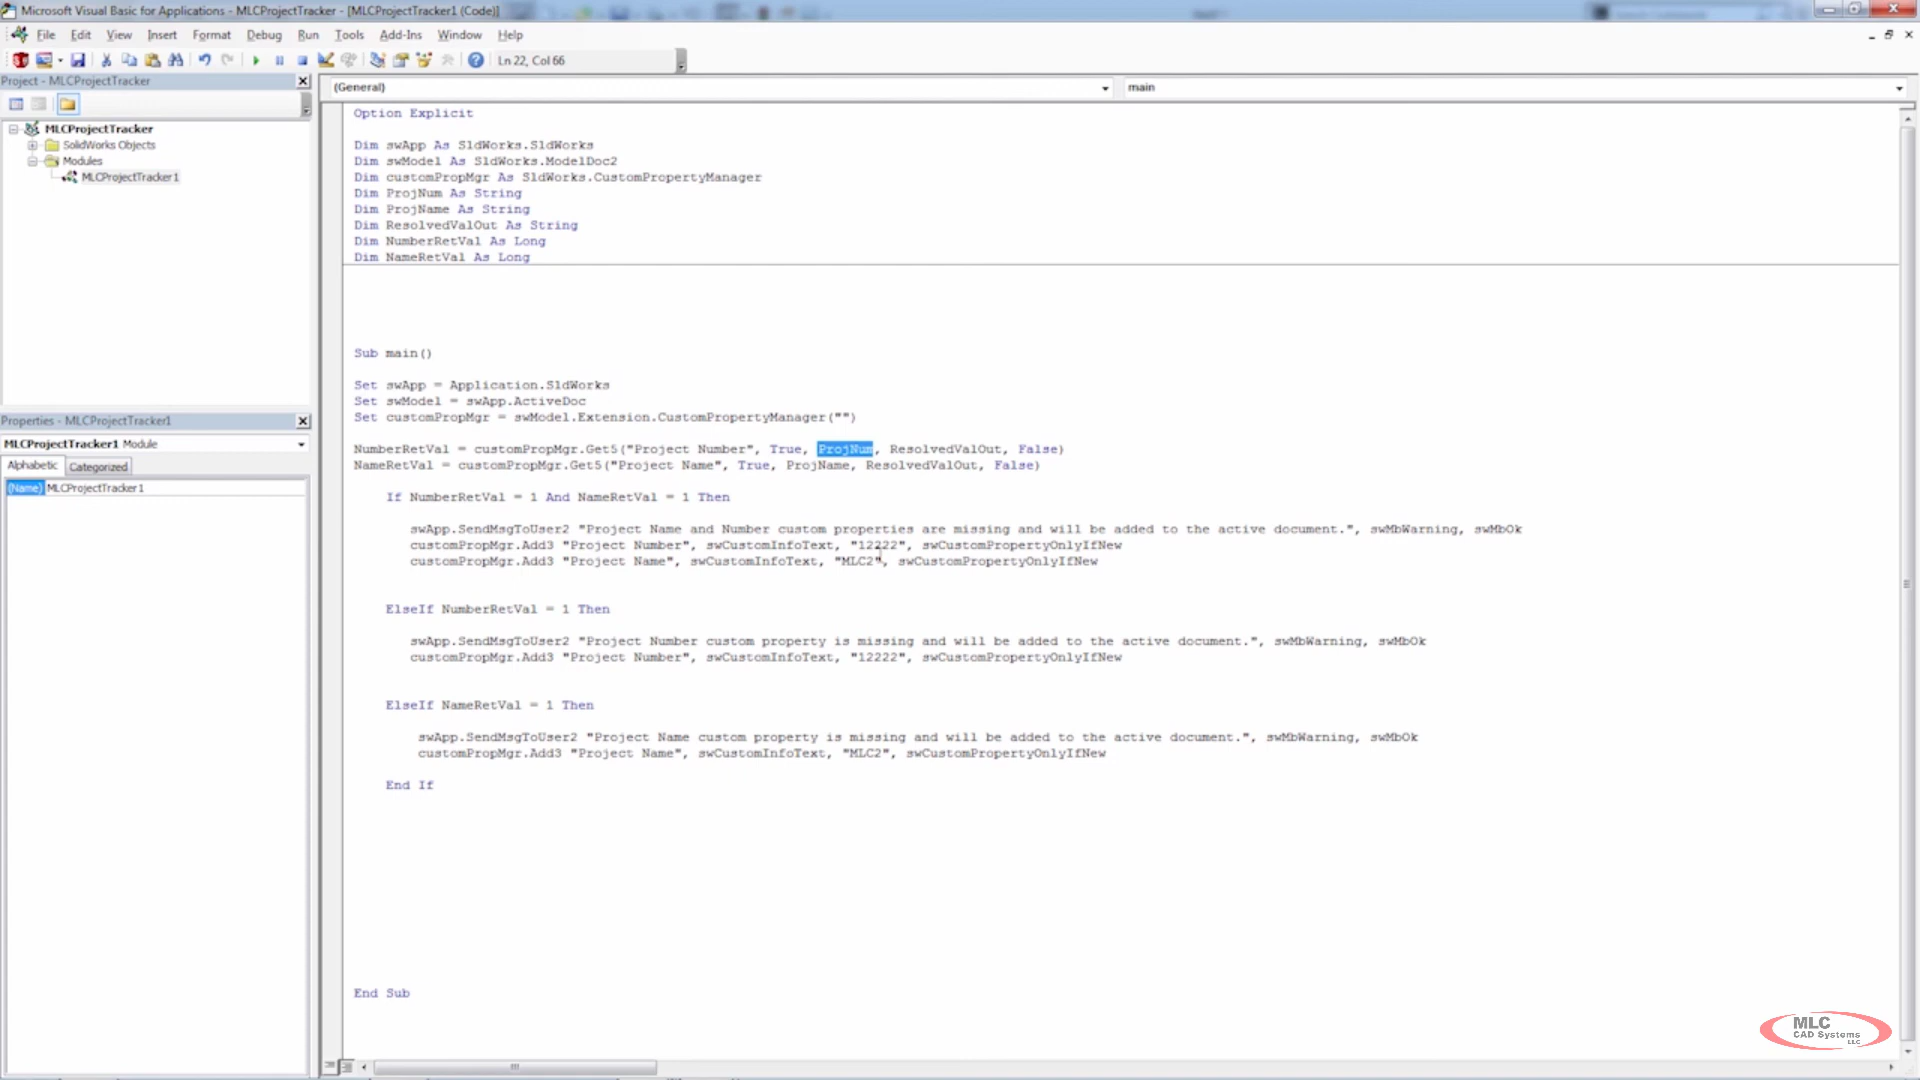 Microsoft Visual Basic for Applications - MLCProjectTracker - [MLCProjectTracker1 (Code)]
File Edit View Insert Format Debug Run Tools Add-Ins Window Help
Ln 22, Col 66
Project - MLCProjectTracker
(General)
main
MLCProjectTracker
SolidWorks Objects
Modules
MLCProjectTracker1
Properties - MLCProjectTracker1
MLCProjectTracker1 Module
Alphabetic Categorized
(Name) MLCProjectTracker1
Option Explicit
Dim swApp As SldWorks.SldWorks
Dim swModel As SldWorks.ModelDoc2
Dim customPropMgr As SldWorks.CustomPropertyManager
Dim ProjNum As String
Dim ProjName As String
Dim ResolvedValOut As String
Dim NumberRetVal As Long
Dim NameRetVal As Long
Sub main()
Set swApp = Application.SldWorks
Set swModel = swApp.ActiveDoc
Set customPropMgr = swModel.Extension.CustomPropertyManager("")
NumberRetVal = customPropMgr.Get5("Project Number", True, ProjNum, ResolvedValOut, False)
NameRetVal = customPropMgr.Get5("Project Name", True, ProjName, ResolvedValOut, False)
If NumberRetVal = 1 And NameRetVal = 1 Then
swApp.SendMsgToUser2 "Project Name and Number custom properties are missing and will be added to the active document.", swMbWarning, swMbOk
customPropMgr.Add3 "Project Number", swCustomInfoText, "12222", swCustomPropertyOnlyIfNew
customPropMgr.Add3 "Project Name", swCustomInfoText, "MLC2", swCustomPropertyOnlyIfNew
ElseIf NumberRetVal = 1 Then
swApp.SendMsgToUser2 "Project Number custom property is missing and will be added to the active document.", swMbWarning, swMbOk
customPropMgr.Add3 "Project Number", swCustomInfoText, "12222", swCustomPropertyOnlyIfNew
ElseIf NameRetVal = 1 Then
swApp.SendMsgToUser2 "Project Name custom property is missing and will be added to the active document.", swMbWarning, swMbOk
customPropMgr.Add3 "Project Name", swCustomInfoText, "MLC2", swCustomPropertyOnlyIfNew
End If
End Sub
MLC
CAD Systems
LLC